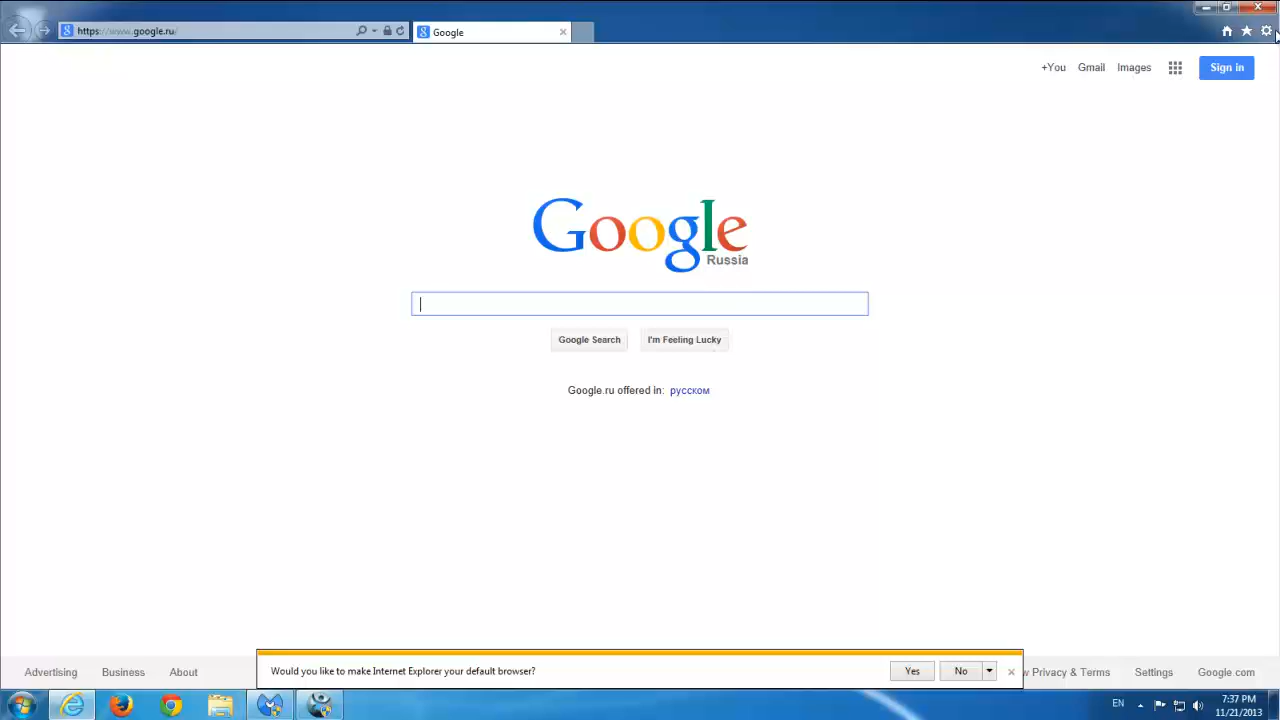 https://www.google.ru/
Google
+You Gmail Images Sign in
Google
Russia
Google Search I'm Feeling Lucky
Google.ru offered in: русском
Would you like to make Internet Explorer your default browser? Yes No
Advertising Business About Privacy & Terms Settings Google.com
EN 7:37 PM
11/21/2013